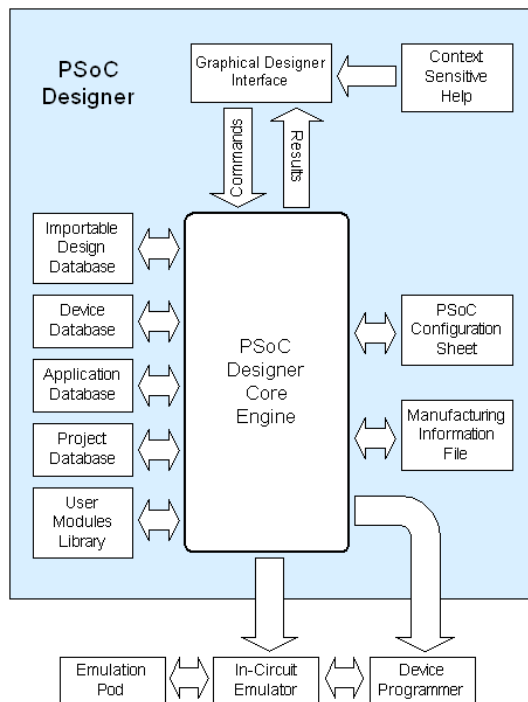 PSoC
Designer
Graphical Designer
Interface
Context
Sensitive
Help
Commands
Results
Importable
Design
Database
Device
Database
Application
Database
Project
Database
User
Modules
Library
PSoC
Designer
Core
Engine
PSoC
Configuration
Sheet
Manufacturing
Information
File
Emulation
Pod
In-Circuit
Emulator
Device
Programmer